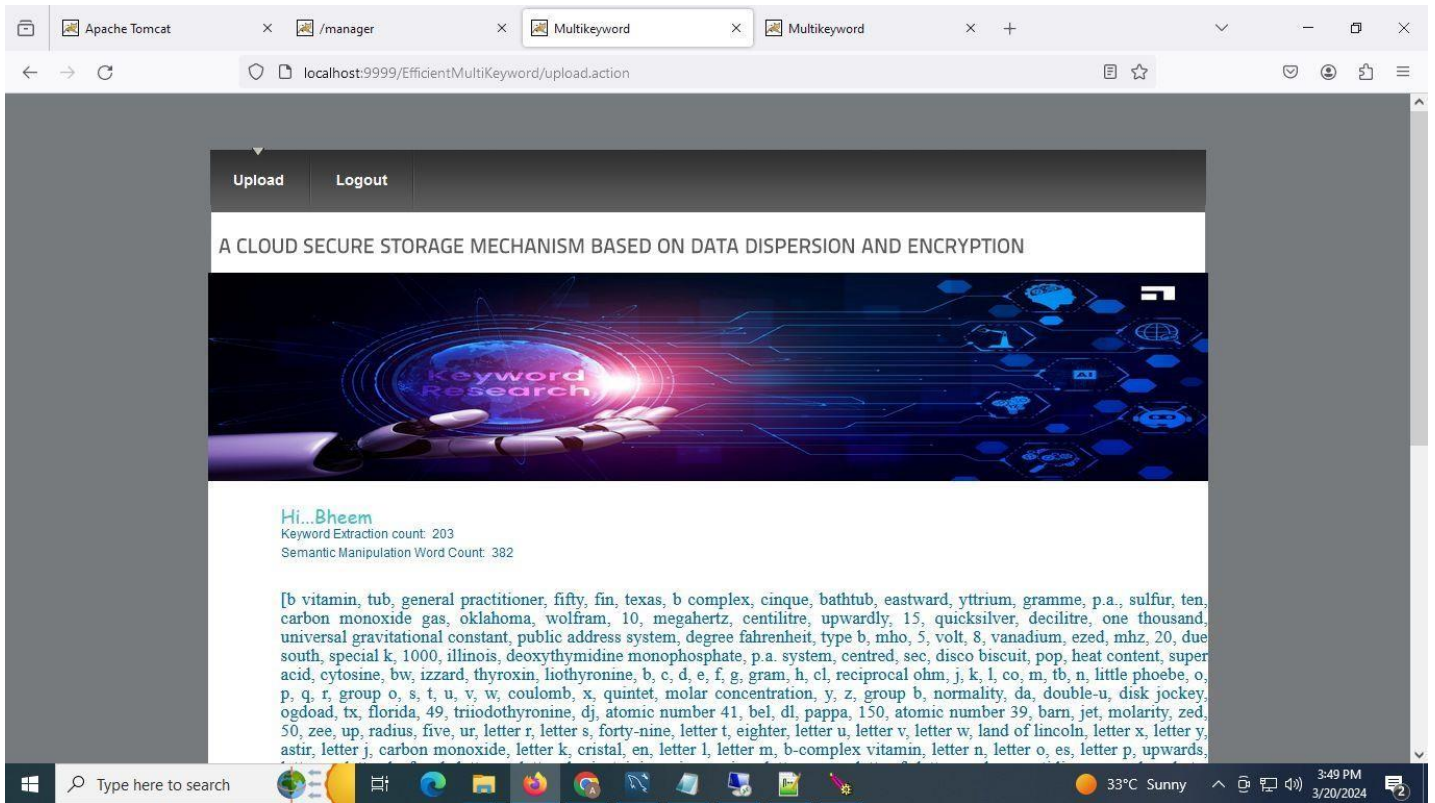 Apache Tomcat
/manager
Multikeyword
Multikeyword
localhost:9999/EfficientMultiKeyword/upload.action
Upload
Logout
A CLOUD SECURE STORAGE MECHANISM BASED ON DATA DISPERSION AND ENCRYPTION
Keyword
Research
AI
Hi...Bheem
Keyword Extraction count: 203
Semantic Manipulation Word Count: 382
[b vitamin, tub, general practitioner, fifty, fin, texas, b complex, cinque, bathtub, eastward, yttrium, gramme, p.a., sulfur, ten,
carbon monoxide gas, oklahoma, wolfram, 10, megahertz, centilitre, upwardly, 15, quicksilver, decilitre, one thousand,
universal gravitational constant, public address system, degree fahrenheit, type b, mho, 5, volt, 8, vanadium, ezed, mhz, 20, due
south, special k, 1000, illinois, deoxythymidine monophosphate, p.a. system, centred, sec, disco biscuit, pop, heat content, super
acid, cytosine, bw, izzard, thyroxin, liothyronine, b, c, d, e, f, g, gram, h, cl, reciprocal ohm, j, k, l, co, m, tb, n, little phoebe, o,
p, q, r, group o, s, t, u, v, w, coulomb, x, quintet, molar concentration, y, z, group b, normality, da, double-u, disk jockey,
ogdoad, tx, florida, 49, triiodothyronine, dj, atomic number 41, bel, dl, pappa, 150, atomic number 39, barn, jet, molarity, zed,
50, zee, up, radius, five, ur, letter r, letter s, forty-nine, letter t, eighter, letter u, letter v, letter w, land of lincoln, letter x, letter y,
astir, letter j, carbon monoxide, letter k, cristal, en, letter l, letter m, b-complex vitamin, letter n, letter o, es, letter p, upwards,
Type here to search
33°C Sunny
3:49 PM
3/20/2024
2